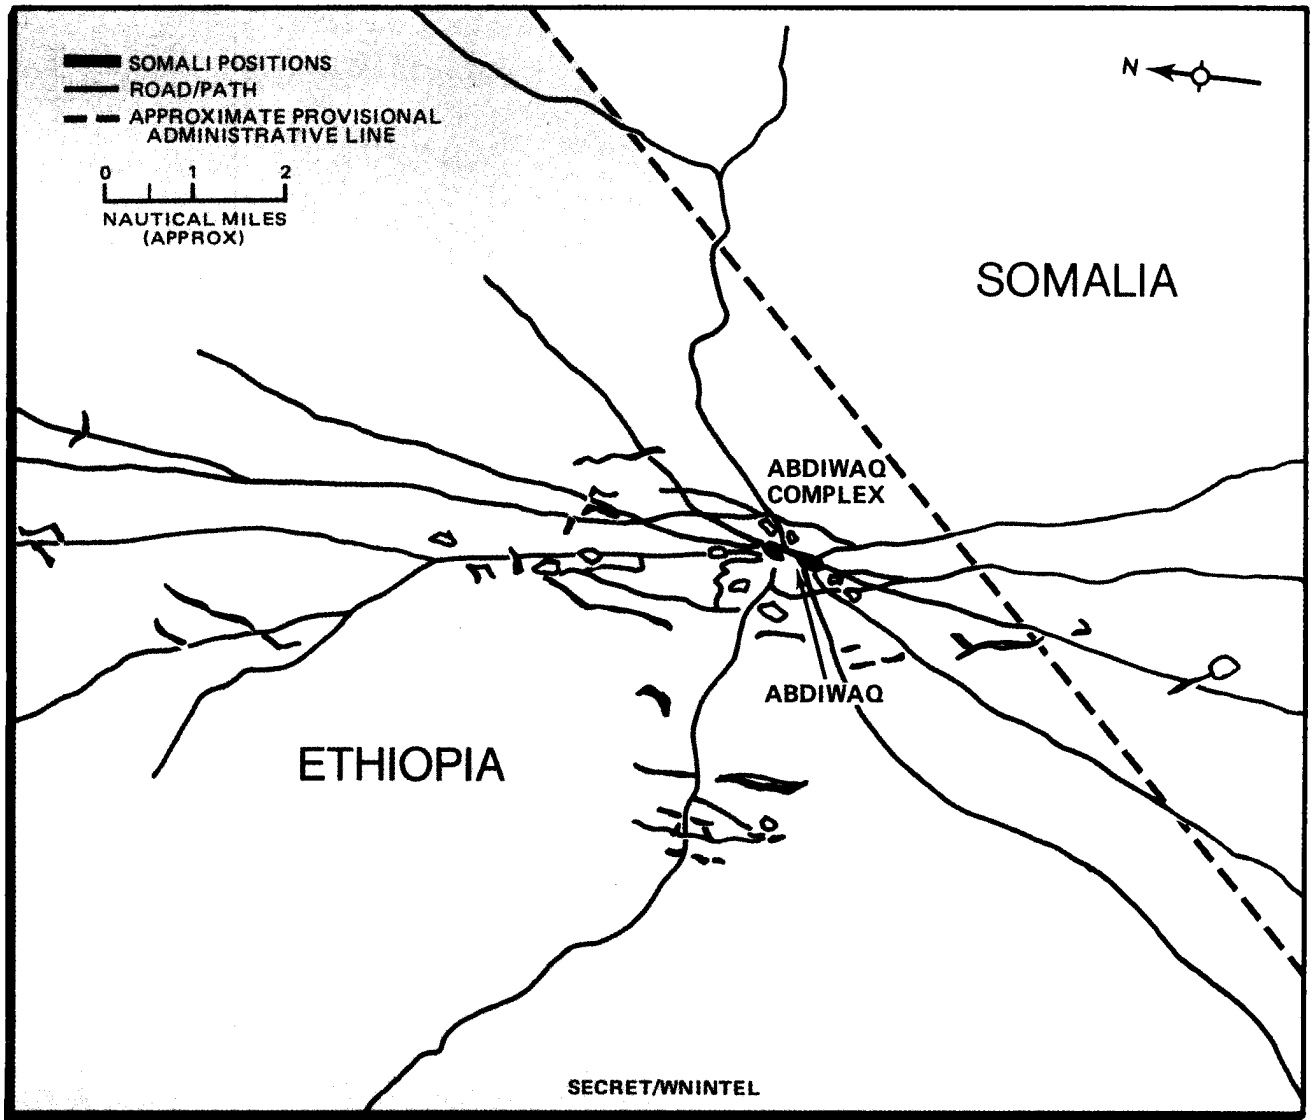 SOMALI POSITIONS
ROAD/PATH
APPROXIMATE PROVISIONAL
ADMINISTRATIVE LINE
0 1 2
NAUTICAL MILES
(APPROX)
N
SOMALIA
ABDIWAQ
COMPLEX
ABDIWAQ
ETHIOPIA
SECRET/WNINTEL